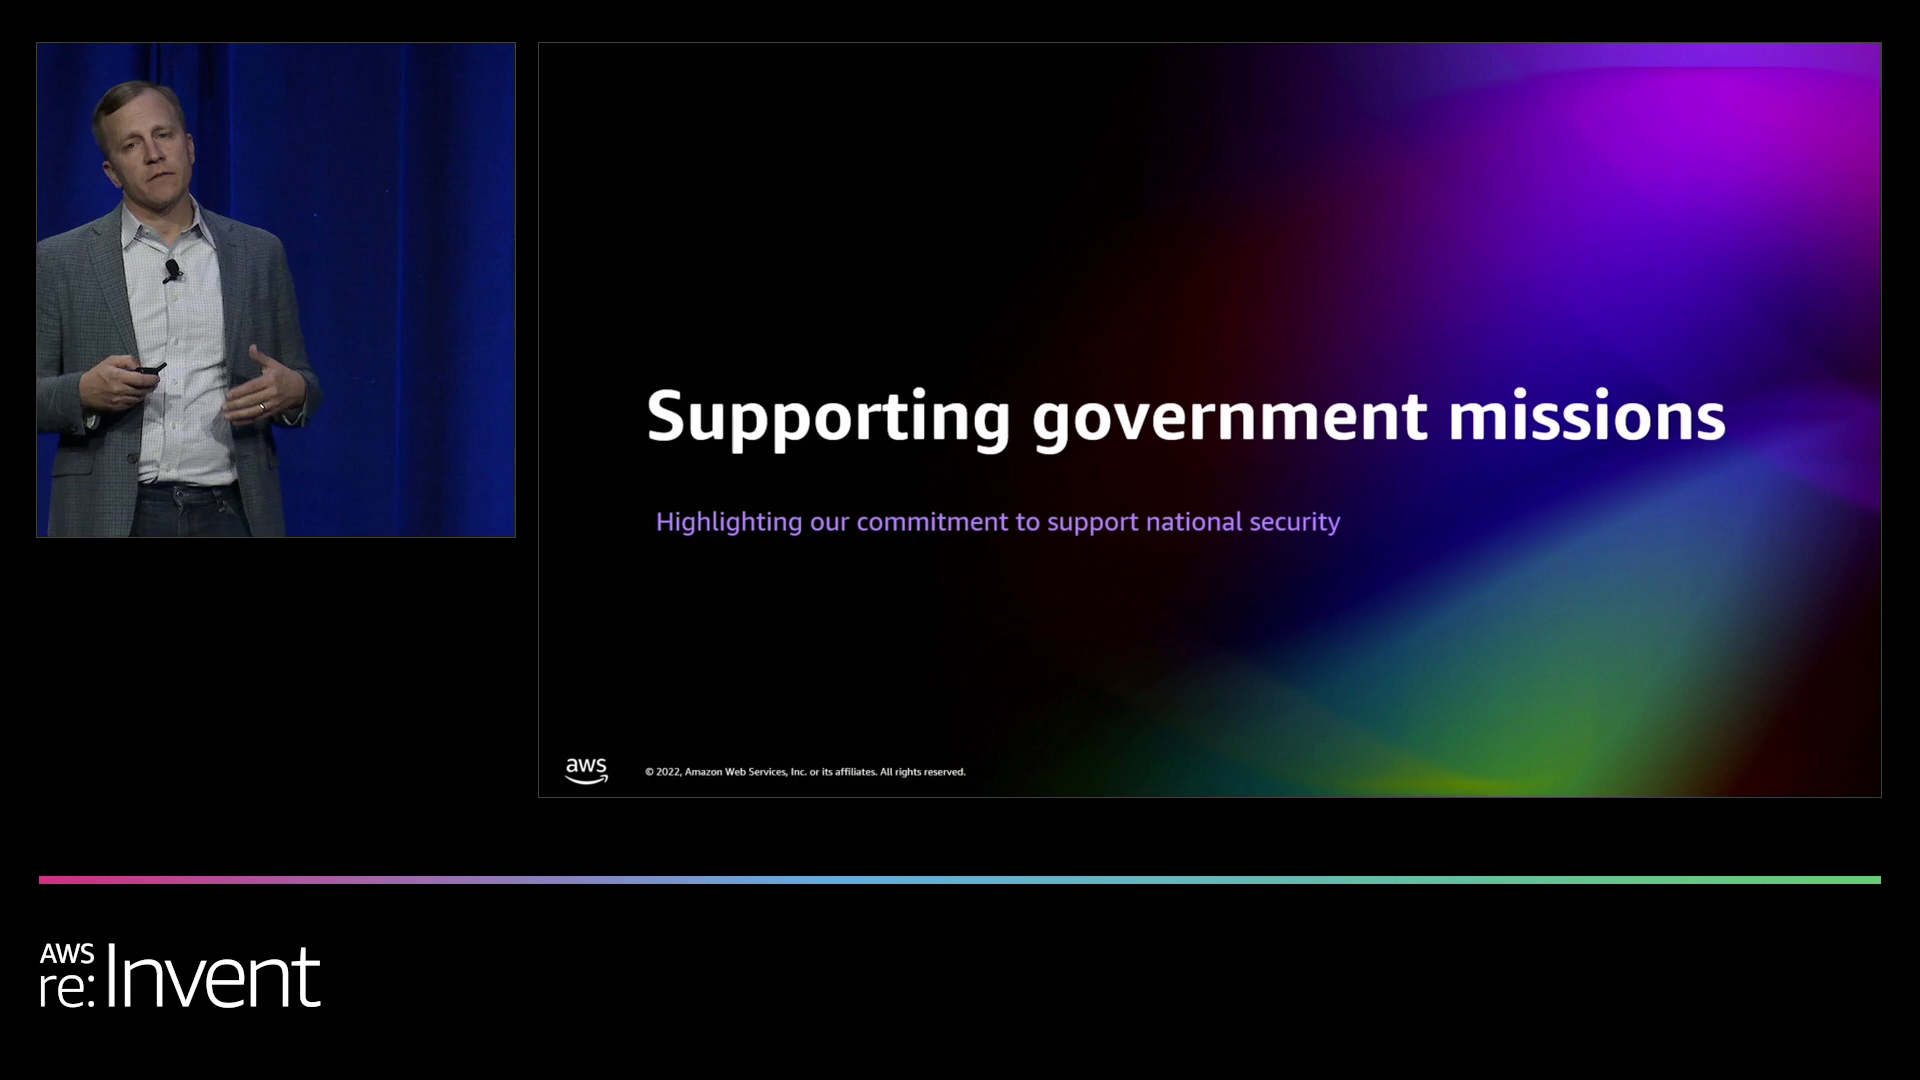 Supporting government missions
Highlighting our commitment to support national security
aws
© 2022, Amazon Web Services, Inc. or its affiliates. All rights reserved.
AWS
re:Invent